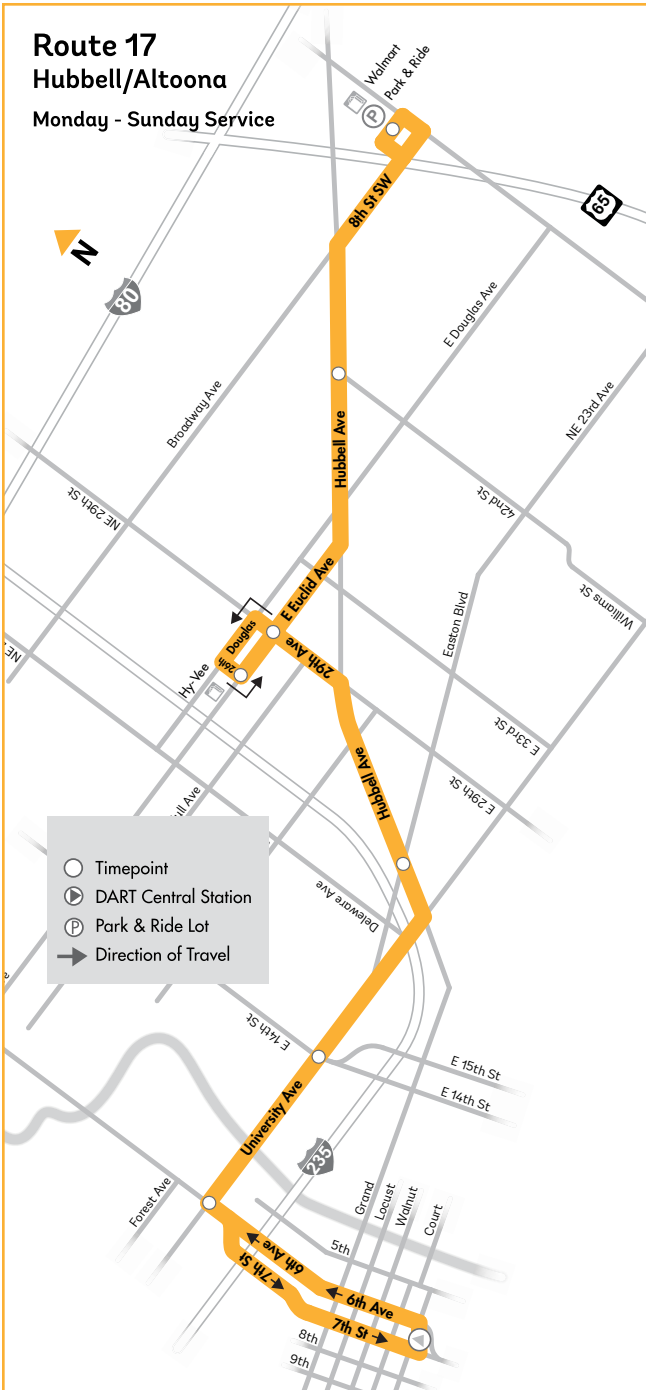 Route 17
Hubbell/Altoona
Monday - Sunday Service
Walmart
Park & Ride
P
65
8th St SW
N
80
E Douglas Ave
Broadway Ave
NE 23rd Ave
Hubbell Ave
NE 29th St
42nd St
E Euclid Ave
Williams St
Easton Blvd
Douglas
26th
29th Ave
Hy-Vee
NE
E 33rd St
Hubbell Ave
E 29th St
ull Ave
Timepoint
DART Central Station
P
Park & Ride Lot
Direction of Travel
Deleware Ave
E 14th St
E 15th St
E 14th St
University Ave
235
Forest Ave
Grand
Locust
Walnut
Court
5th
6th Ave
7th St
6th Ave
7th St
8th
9th